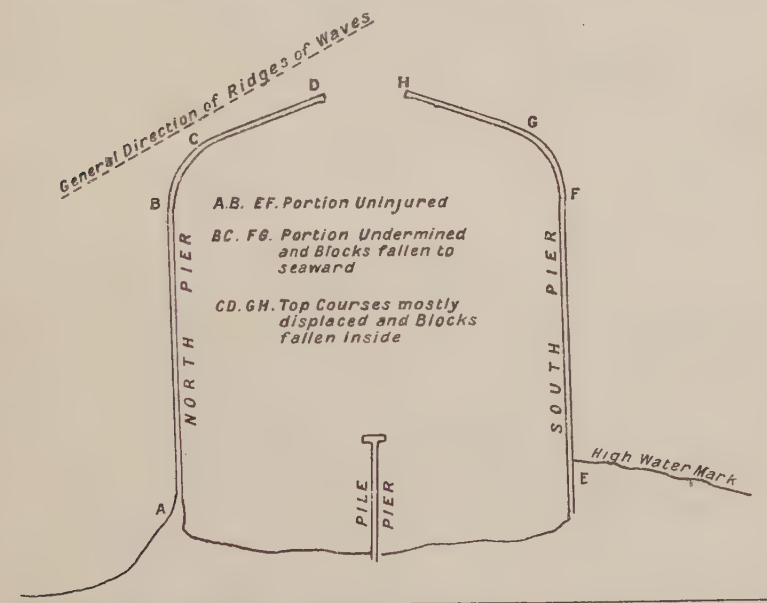 General Direction of Ridges of Waves
D
H
C
G
B
F
A.B. EF. Portion Uninjured
BC. FG. Portion Undermined
and Blocks fallen to
seaward
CD. GH. Top Courses mostly
displaced and Blocks
fallen inside
NORTH PIER
SOUTH PIER
High Water Mark
E
A
PILE
PIER